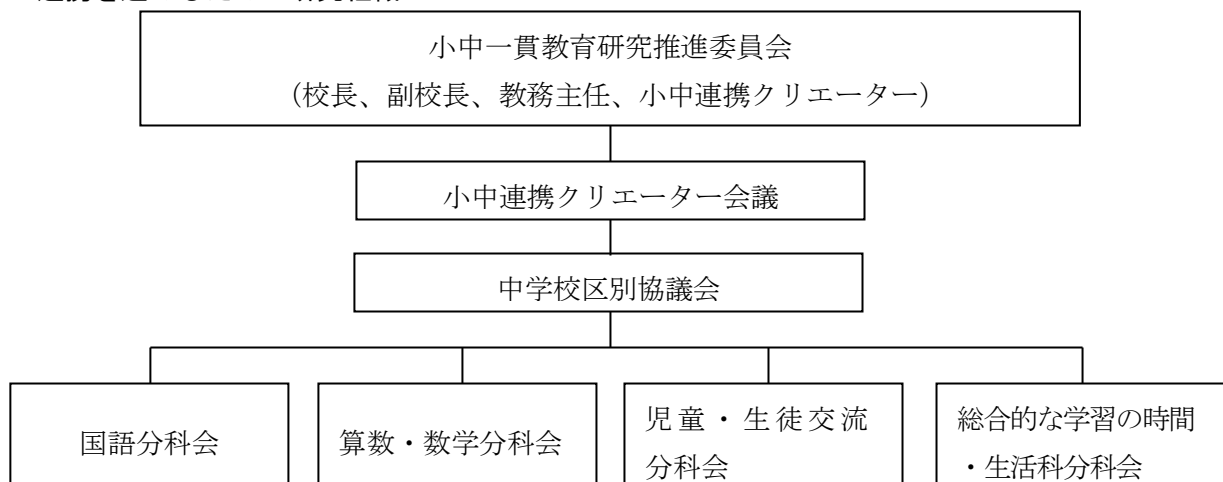 小中一貫教育研究推進委員会
（校長、副校長、教務主任、小中連携クリエーター）
小中連携クリエーター会議
中学校区別協議会
国語分科会
算数・数学分科会
児童・生徒交流
分科会
総合的な学習の時間
・生活科分科会